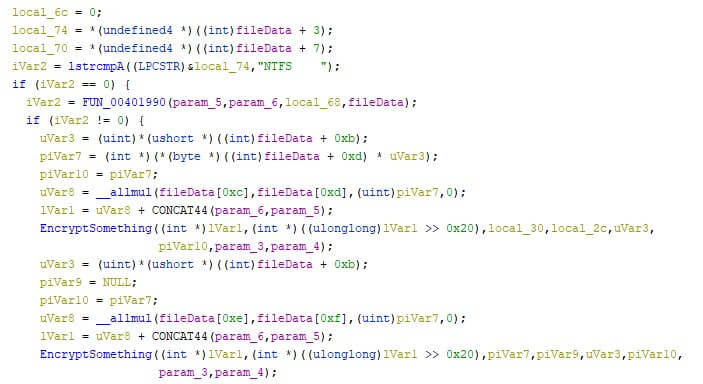 local_6c = 0;
local_74 = *(undefined4 *)((int)fileData + 3);
local_70 = *(undefined4 *)((int)fileData + 7);
iVar2 = lstrcmpA((LPCSTR)&local_74,"NTFS    ");
if (iVar2 == 0) {
  iVar2 = FUN_00401990(param_5,param_6,local_68,fileData);
  if (iVar2 != 0) {
    uVar3 = (uint)*(ushort *)((int)fileData + 0xb);
    piVar7 = (int *)(*(byte *)((int)fileData + 0xd) * uVar3);
    piVar10 = piVar7;
    uVar8 = __allmul(fileData[0xc],fileData[0xd],(uint)piVar7,0);
    lVar1 = uVar8 + CONCAT44(param_6,param_5);
    EncryptSomething((int *)lVar1,(int *)((ulonglong)lVar1 >> 0x20),local_30,local_2c,uVar3,
                     piVar10,param_3,param_4);
    uVar3 = (uint)*(ushort *)((int)fileData + 0xb);
    piVar9 = NULL;
    piVar10 = piVar7;
    uVar8 = __allmul(fileData[0xe],fileData[0xf],(uint)piVar7,0);
    lVar1 = uVar8 + CONCAT44(param_6,param_5);
    EncryptSomething((int *)lVar1,(int *)((ulonglong)lVar1 >> 0x20),piVar7,piVar9,uVar3,piVar10,
                     param_3,param_4);